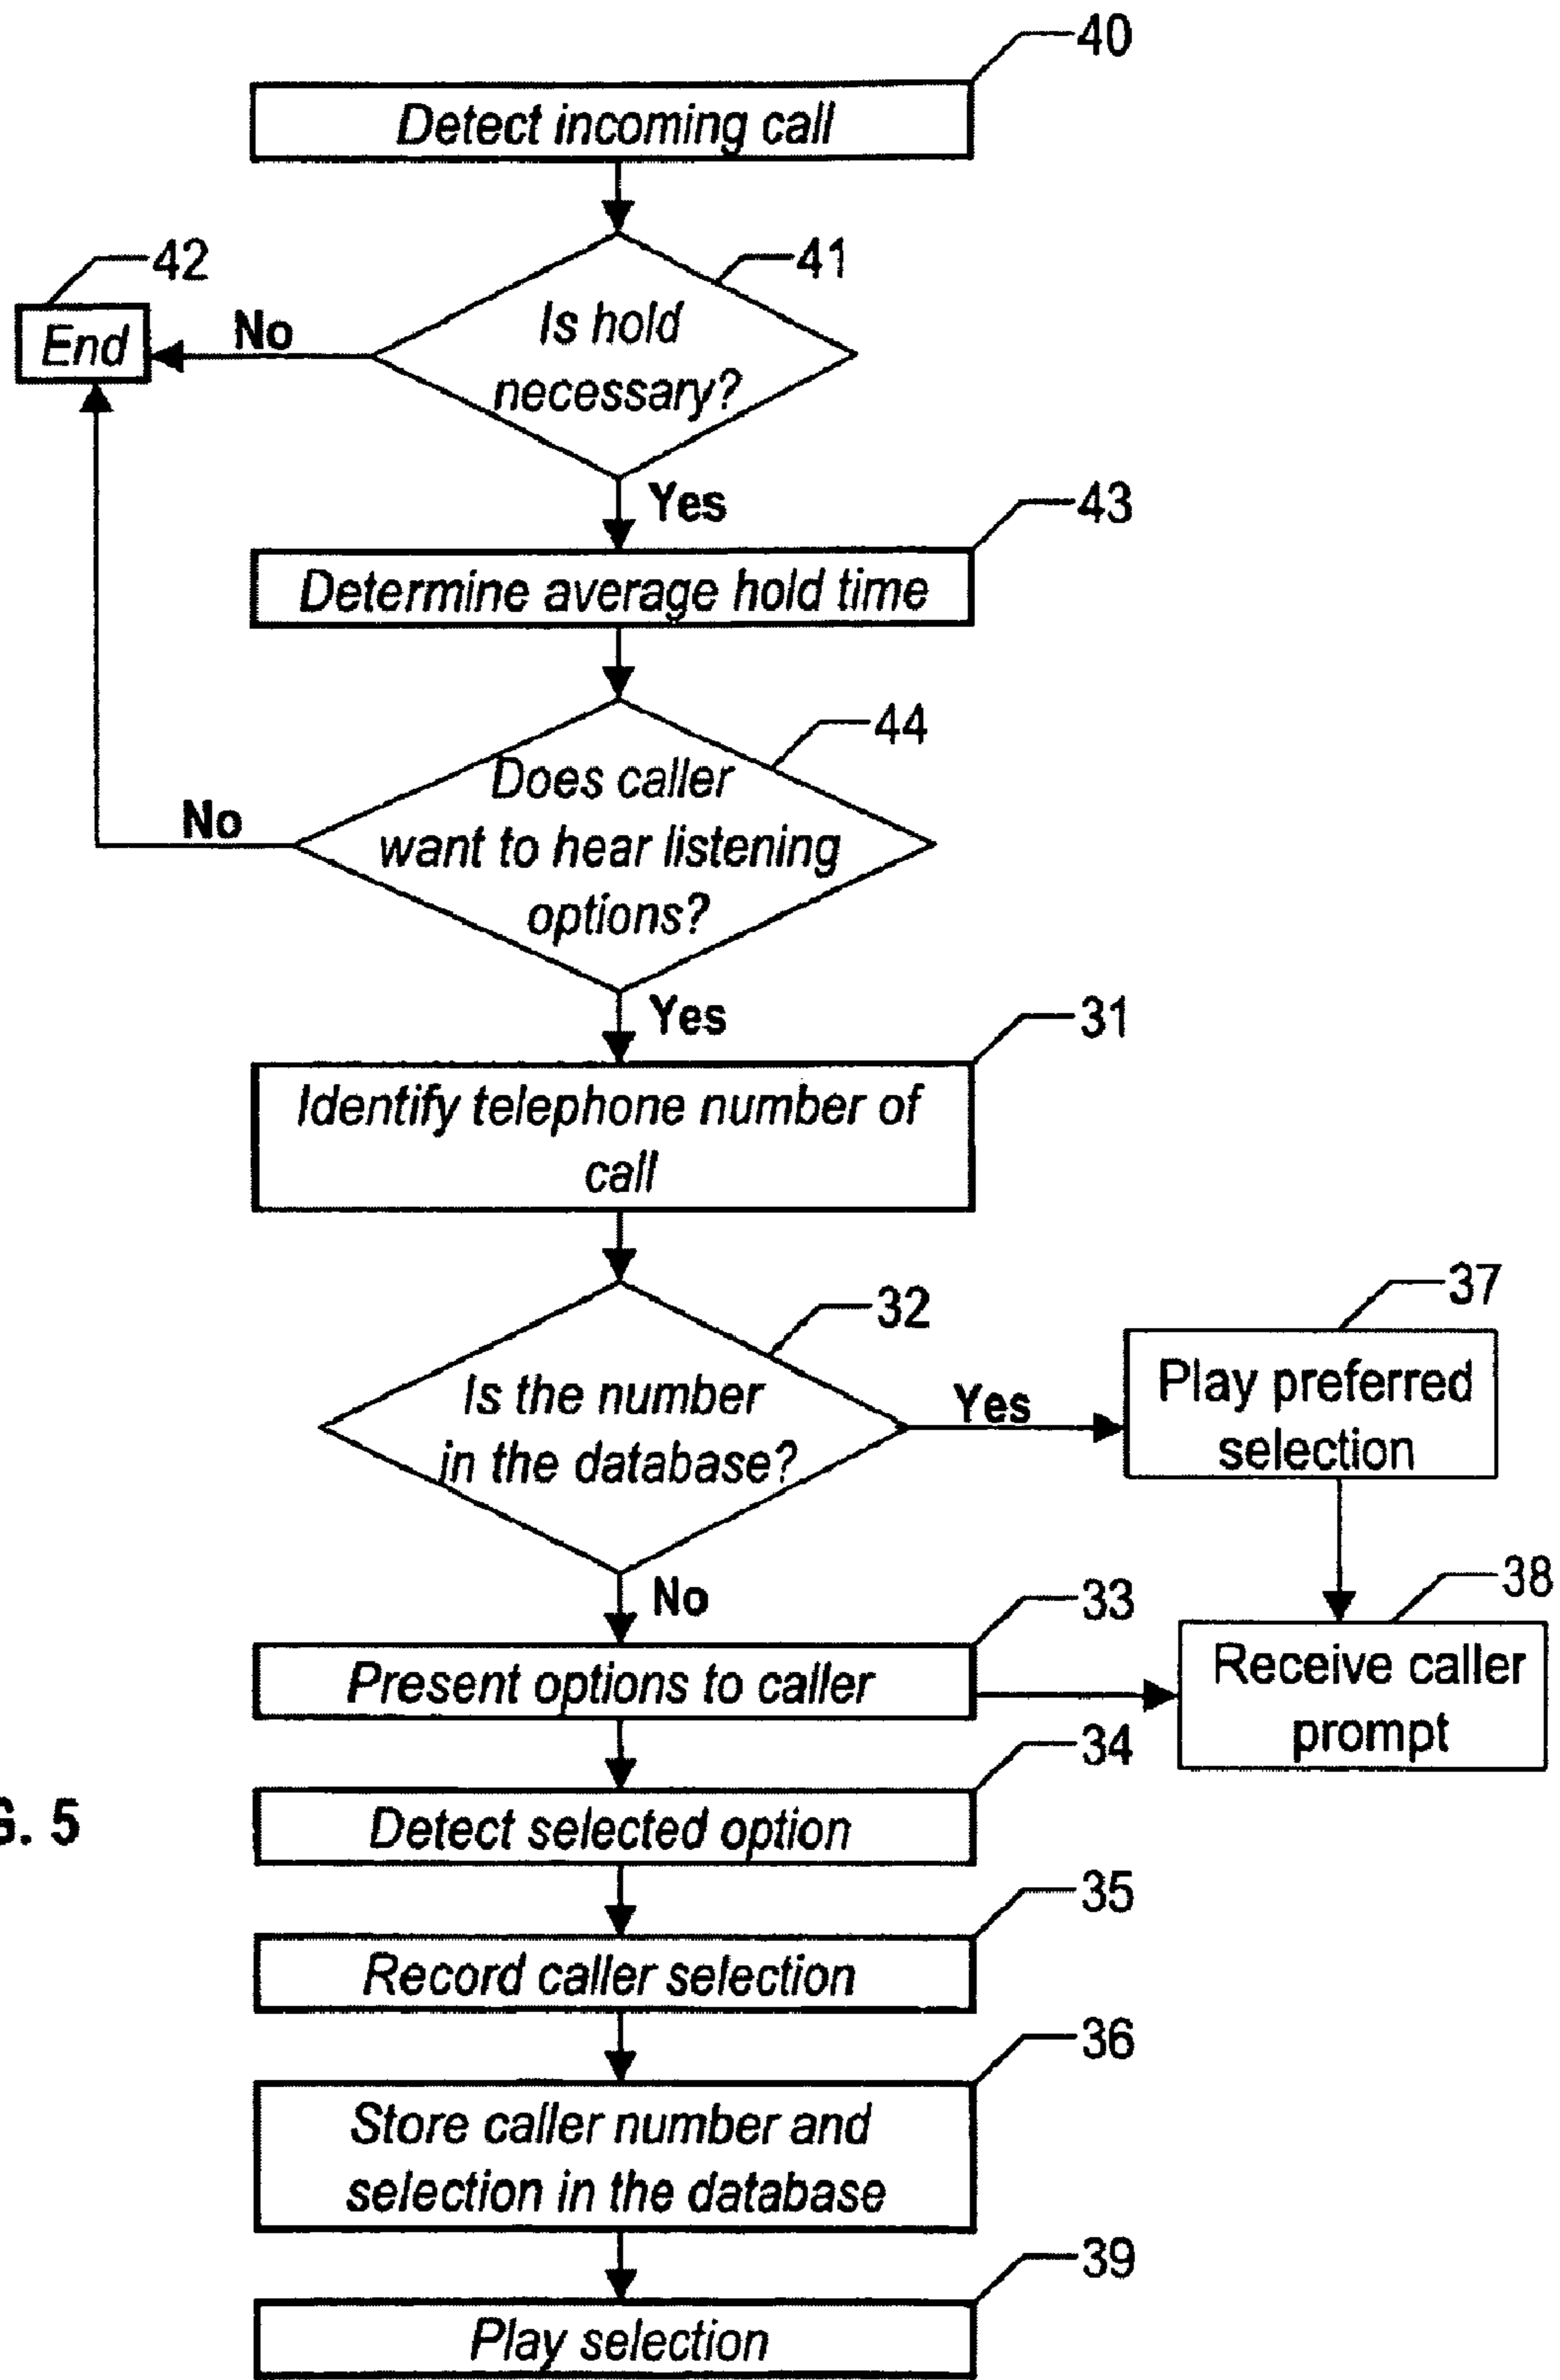 40
Detect incoming call
42
41
End
No
Is hold
necessary?
Yes
43
Determine average hold time
44
Does caller
want to hear listening
options?
No
Yes
31
Identify telephone number of
call
32
37
Is the number
in the database?
Yes
Play preferred
selection
No
33
38
Present options to caller
Receive caller
prompt
34
G. 5
Detect selected option
35
Record caller selection
36
Store caller number and
selection in the database
39
Play selection